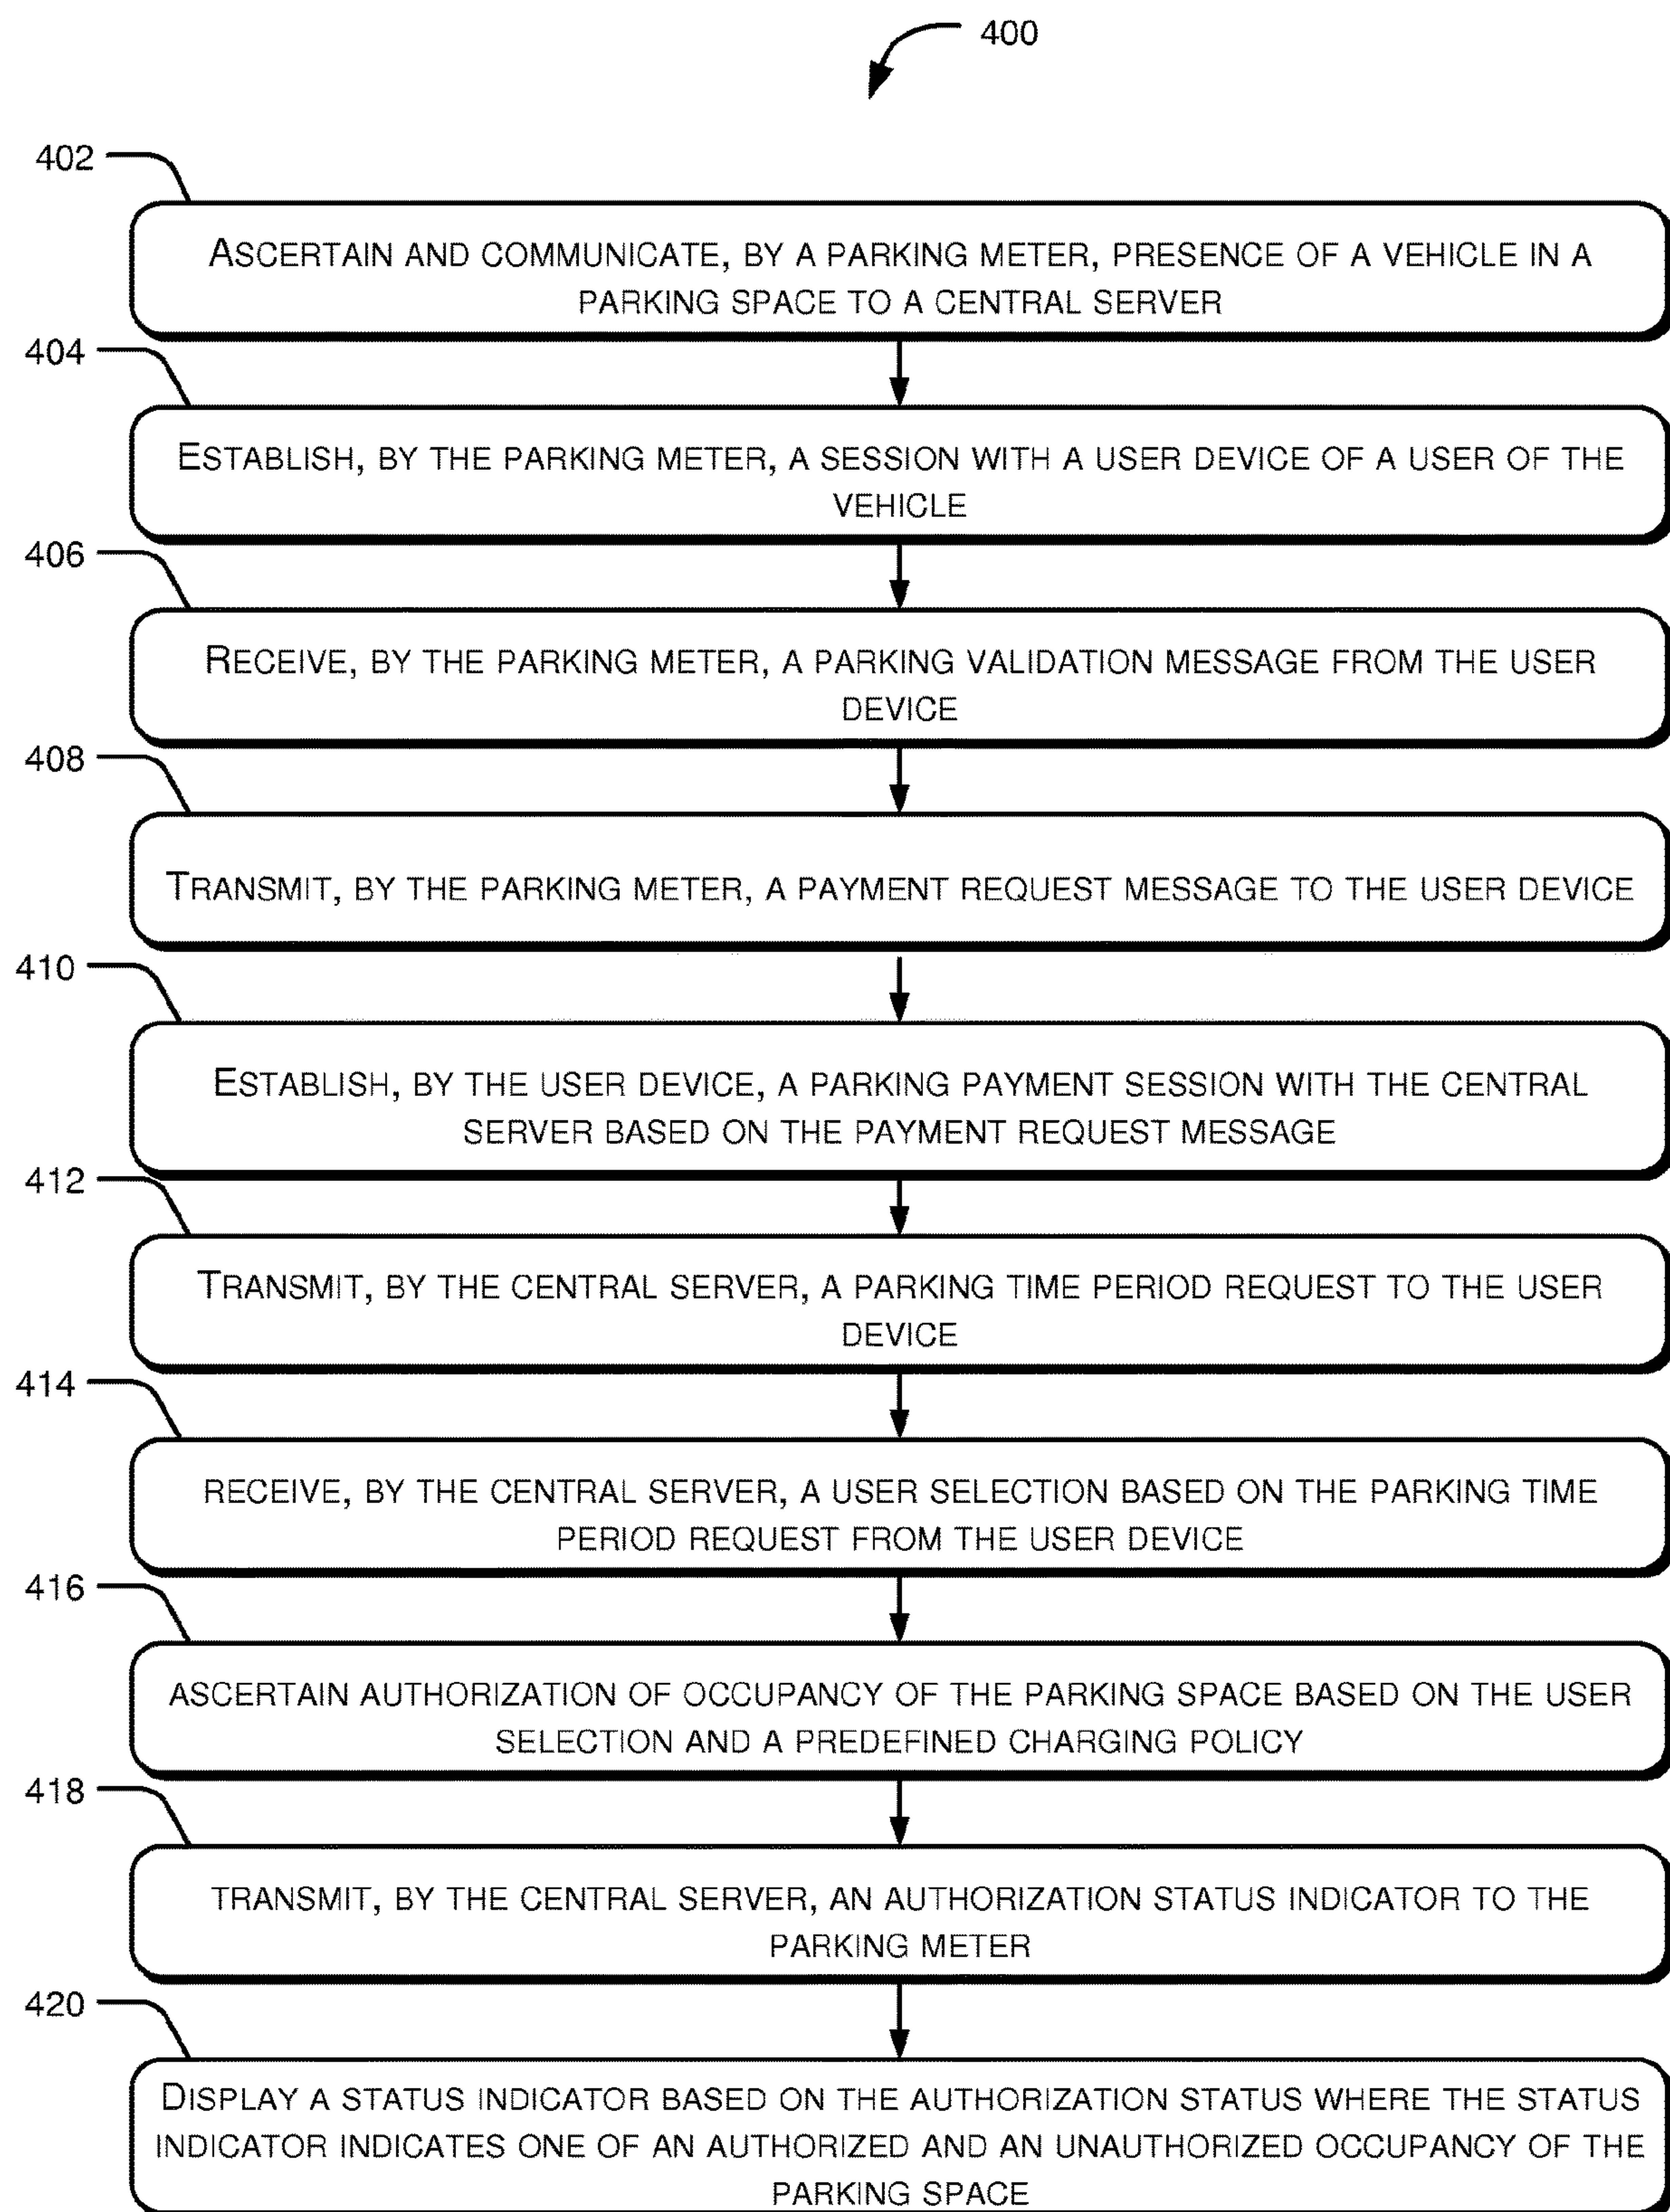 400
402
ASCERTAIN AND COMMUNICATE, BY A PARKING METER, PRESENCE OF A VEHICLE IN A
PARKING SPACE TO A CENTRAL SERVER
404
ESTABLISH, BY THE PARKING METER, A SESSION WITH A USER DEVICE OF A USER OF THE
VEHICLE
406
RECEIVE, BY THE PARKING METER, A PARKING VALIDATION MESSAGE FROM THE USER
DEVICE
408
TRANSMIT, BY THE PARKING METER, A PAYMENT REQUEST MESSAGE TO THE USER DEVICE
410
ESTABLISH, BY THE USER DEVICE, A PARKING PAYMENT SESSION WITH THE CENTRAL
SERVER BASED ON THE PAYMENT REQUEST MESSAGE
412
TRANSMIT, BY THE CENTRAL SERVER, A PARKING TIME PERIOD REQUEST TO THE USER
DEVICE
414
RECEIVE, BY THE CENTRAL SERVER, A USER SELECTION BASED ON THE PARKING TIME
PERIOD REQUEST FROM THE USER DEVICE
416
ASCERTAIN AUTHORIZATION OF OCCUPANCY OF THE PARKING SPACE BASED ON THE USER
SELECTION AND A PREDEFINED CHARGING POLICY
418
TRANSMIT, BY THE CENTRAL SERVER, AN AUTHORIZATION STATUS INDICATOR TO THE
PARKING METER
420
DISPLAY A STATUS INDICATOR BASED ON THE AUTHORIZATION STATUS WHERE THE STATUS
INDICATOR INDICATES ONE OF AN AUTHORIZED AND AN UNAUTHORIZED OCCUPANCY OF THE
PARKING SPACE